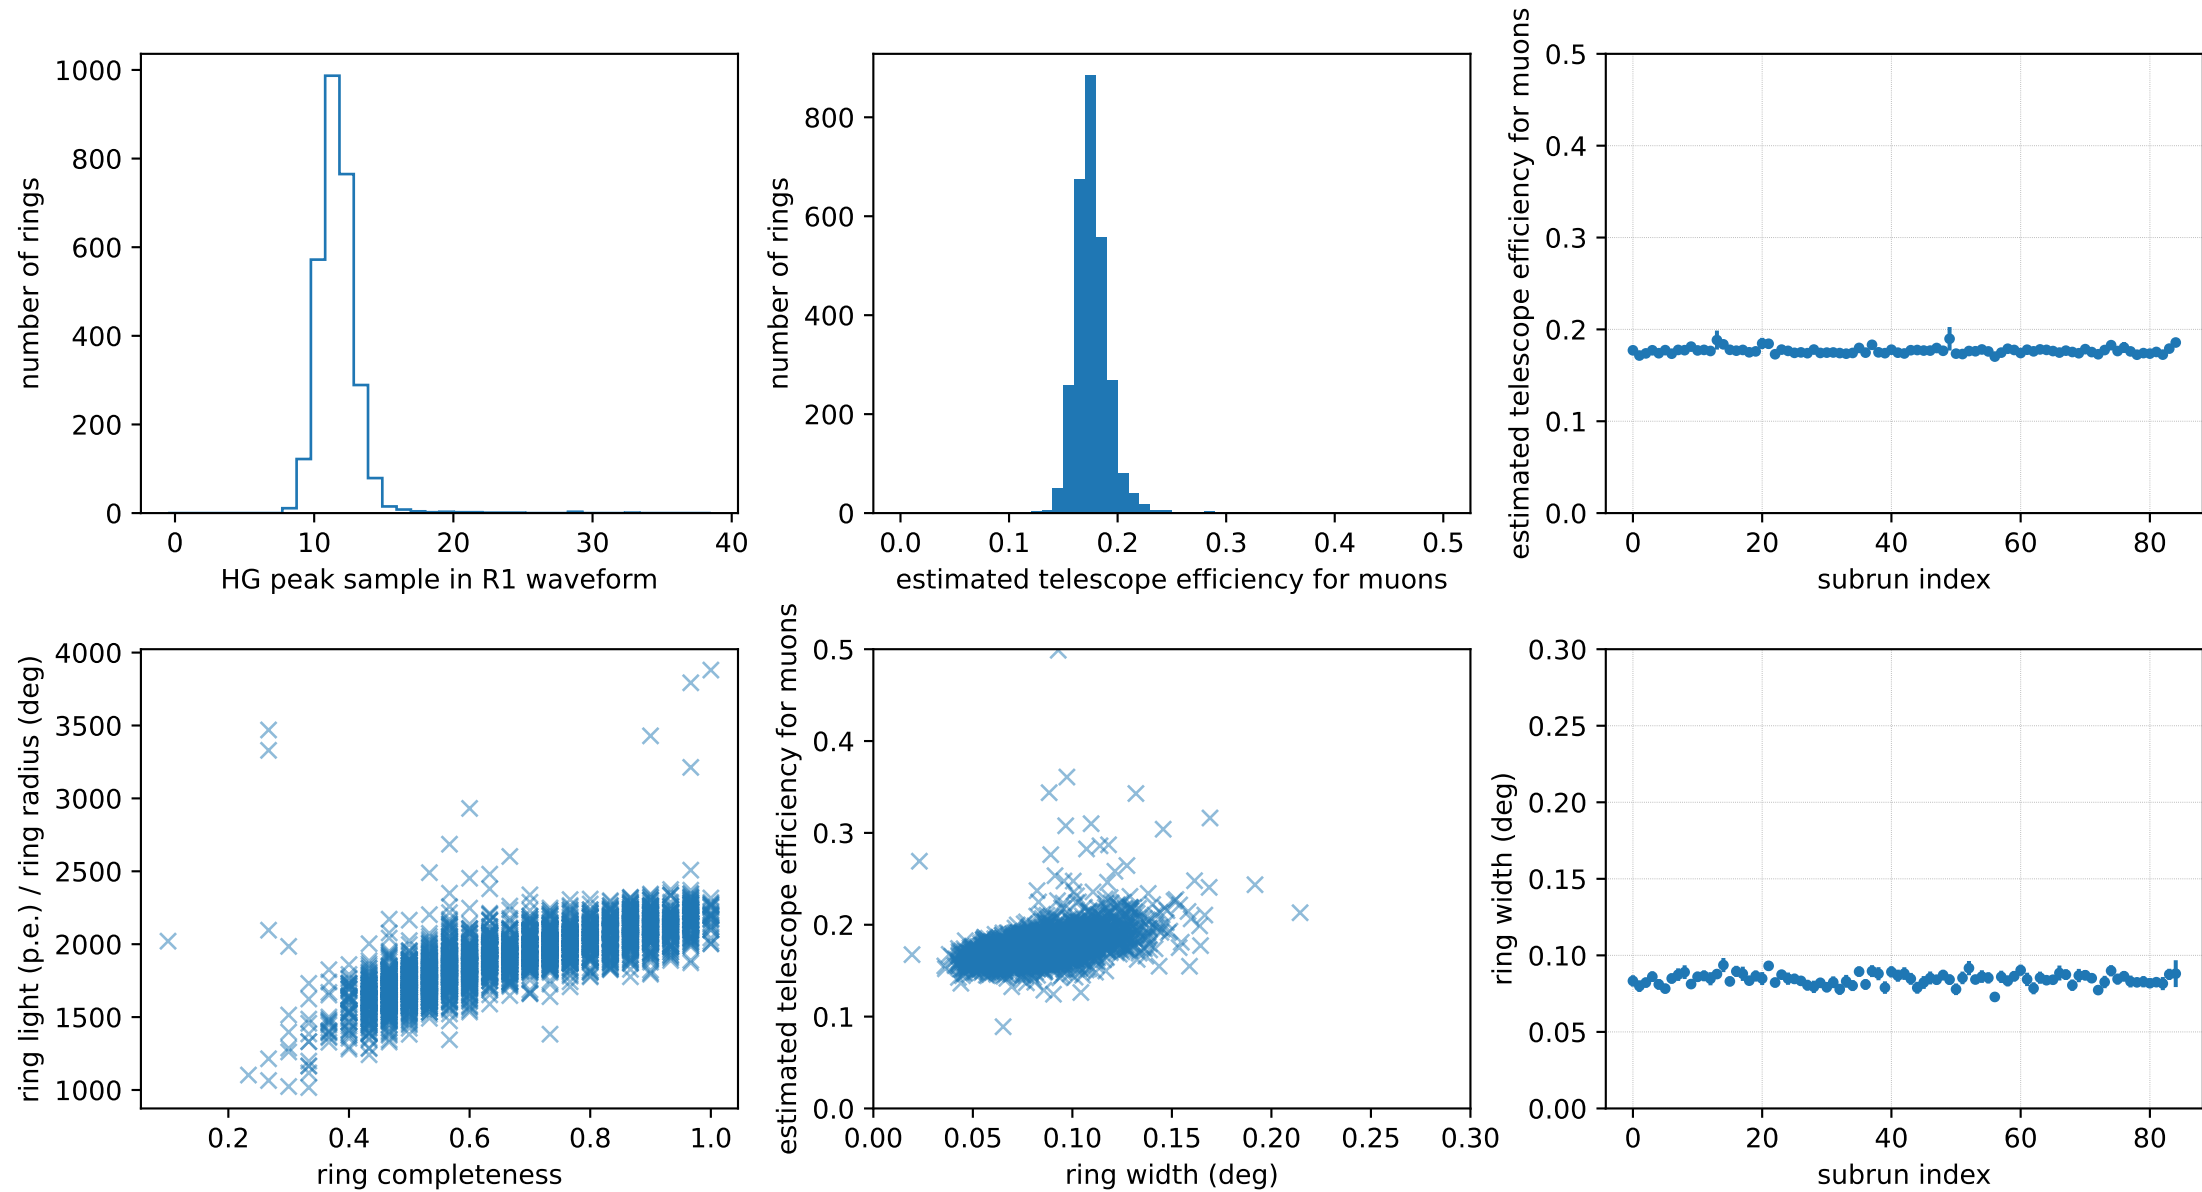 1000
800
600
400
200
0
number of rings
0 10 20 30 40
HG peak sample in R1 waveform
800
600
400
200
0
number of rings
0.0 0.1 0.2 0.3 0.4 0.5
estimated telescope efficiency for muons
0.5
0.4
0.3
0.2
0.1
0.0
estimated telescope efficiency for muons
0 20 40 60 80
subrun index
4000
3500
3000
2500
2000
1500
1000
ring light (p.e.) / ring radius (deg)
0.2 0.4 0.6 0.8 1.0
ring completeness
0.5
0.4
0.3
0.2
0.1
0.0
estimated telescope efficiency for muons
0.00 0.05 0.10 0.15 0.20 0.25 0.30
ring width (deg)
0.30
0.25
0.20
0.15
0.10
0.05
0.00
ring width (deg)
0 20 40 60 80
subrun index